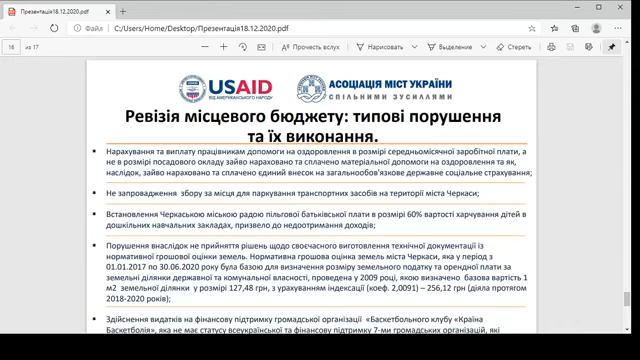 Презентація18.12.2020.pdf
Файл
C:/Users/Home/Desktop/Презентація18.12.2020.pdf
16 из 17
Прочесть вслух
Нарисовать
Выделение
Стереть
USAID
ВІД АМЕРИКАНСЬКОГО НАРОДУ
АСОЦІАЦІЯ МІСТ УКРАЇНИ
СПІЛЬНИМИ ЗУСИЛЛЯМИ
Ревізія місцевого бюджету: типові порушення
та їх виконання.
Нарахування та виплату працівникам допомоги на оздоровлення в розмірі середньомісячної заробітної плати, а
не в розмірі посадового окладу зайво нараховано та сплачено матеріальної допомоги на оздоровлення та як,
наслідок, зайво нараховано та сплачено єдиний внесок на загальнообов'язкове державне соціальне страхування;
Не запровадження збору за місця для паркування транспортних засобів на території міста Черкаси;
Встановлення Черкаською міською радою пільгової батьківської плати в розмірі 60% вартості харчування дітей в
дошкільних навчальних закладах, призвело до недоотримання доходів;
Порушення внаслідок не прийняття рішень щодо своєчасного виготовлення технічної документації із
нормативної грошової оцінки земель. Нормативна грошова оцінка земель міста Черкаси, яка у період з
01.01.2017 по 30.06.2020 року була базою для визначення розміру земельного податку та орендної плати за
земельні ділянки державної та комунальної власності, проведена у 2009 році, якою визначено базова вартість 1
м2 земельної ділянки у розмірі 127,48 грн, з урахуванням індексації (коеф. 2,0091) – 256,12 грн (діяла протягом
2018-2020 років);
Здійснення видатків на фінансову підтримку громадської організації «Баскетбольного клубу «Країна
Баскетболія», яка не має статусу всеукраїнської та фінансову підтримку 7-ми громадських організацій, які